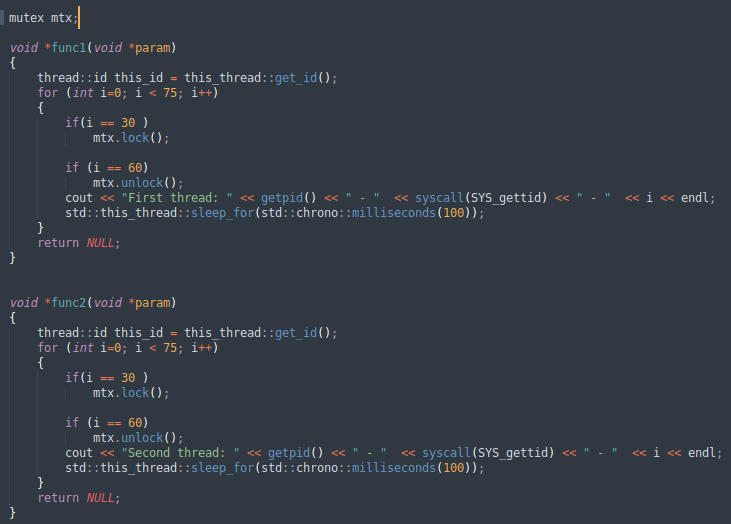 mutex mtx;
void *func1(void *param)
{
    thread::id this_id = this_thread::get_id();
    for (int i=0; i < 75; i++)
    {
        if(i == 30 )
            mtx.lock();
        if (i == 60)
            mtx.unlock();
        cout << "First thread: " << getpid() << " - "  << syscall(SYS_gettid) << " - "  << i << endl;
        std::this_thread::sleep_for(std::chrono::milliseconds(100));
    }
    return NULL;
}
void *func2(void *param)
{
    thread::id this_id = this_thread::get_id();
    for (int i=0; i < 75; i++)
    {
        if(i == 30 )
            mtx.lock();
        if (i == 60)
            mtx.unlock();
        cout << "Second thread: " << getpid() << " - "  << syscall(SYS_gettid) << " - "  << i << endl;
        std::this_thread::sleep_for(std::chrono::milliseconds(100));
    }
    return NULL;
}